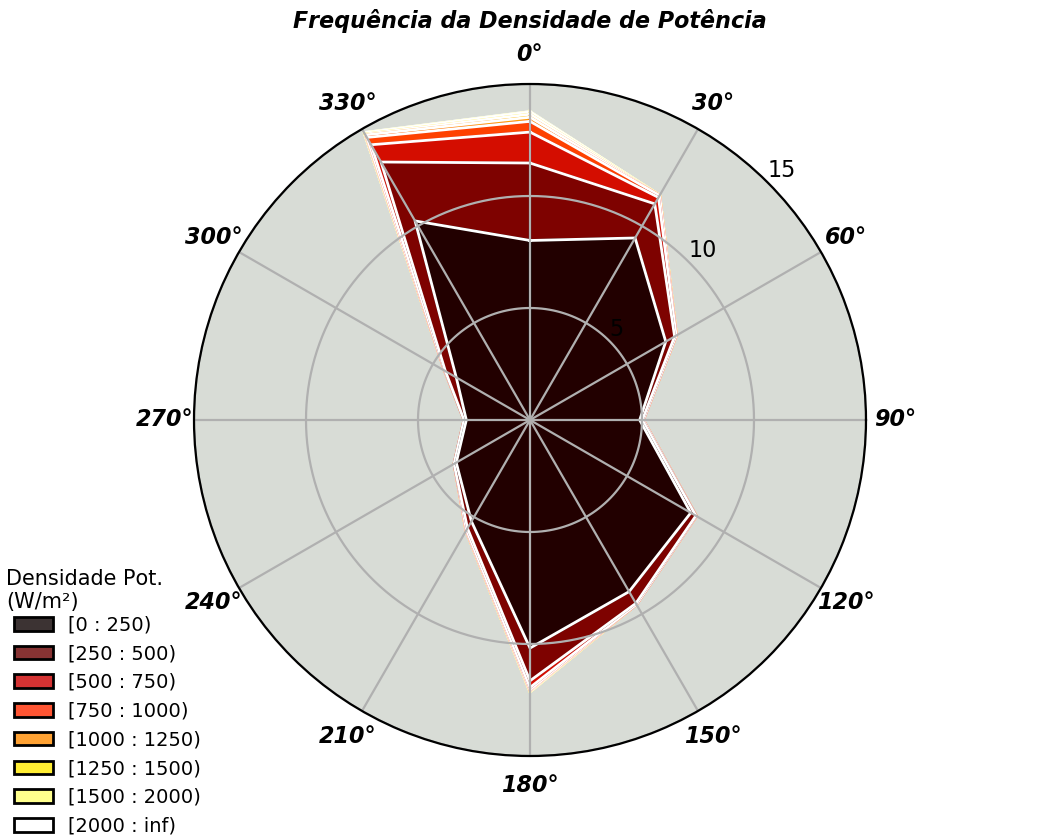 Frequência da Densidade de Potência
0°
330°
30°
15
300°
60°
10
5
270°
90°
Densidade Pot.
(W/m²)
240°
120°
[0 : 250)
[250 : 500)
[500 : 750)
[750 : 1000)
210°
150°
[1000 : 1250)
[1250 : 1500)
180°
[1500 : 2000)
[2000 : inf)